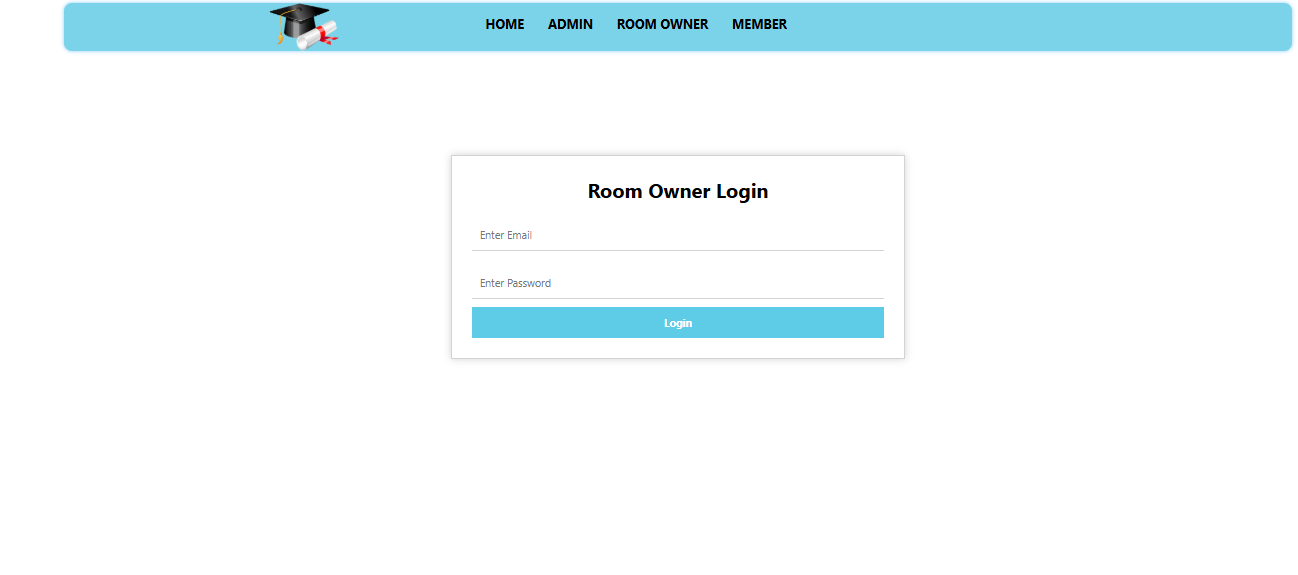 HOME ADMIN ROOM OWNER MEMBER
Room Owner Login
Enter Email
Enter Password
Login